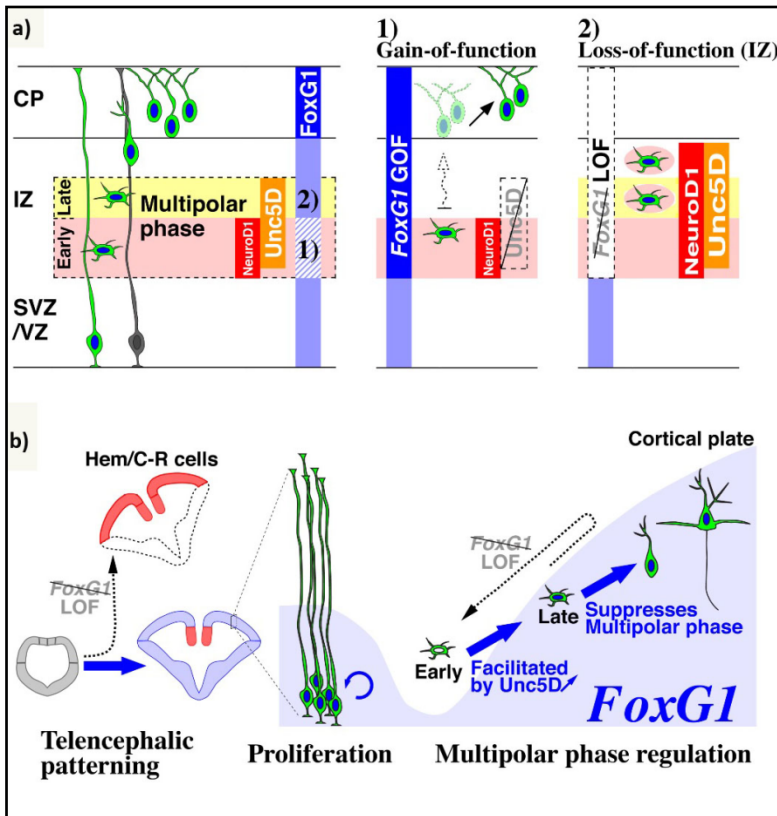 a)
CP
IZ
Late
Early
SVZ
/VZ
Multipolar
phase
NeuroD1
Unc5D
FoxG1
2)
1)
1)
Gain-of-function
FoxG1 GOF
NeuroD1
Unc5D
2)
Loss-of-function (IZ)
FoxG1 LOF
NeuroD1
Unc5D
b)
Hem/C-R cells
FoxG1
LOF
Telencephalic
patterning
Proliferation
Cortical plate
FoxG1
LOF
Late
Suppresses
Multipolar phase
Early
Facilitated
by Unc5D
FoxG1
Multipolar phase regulation